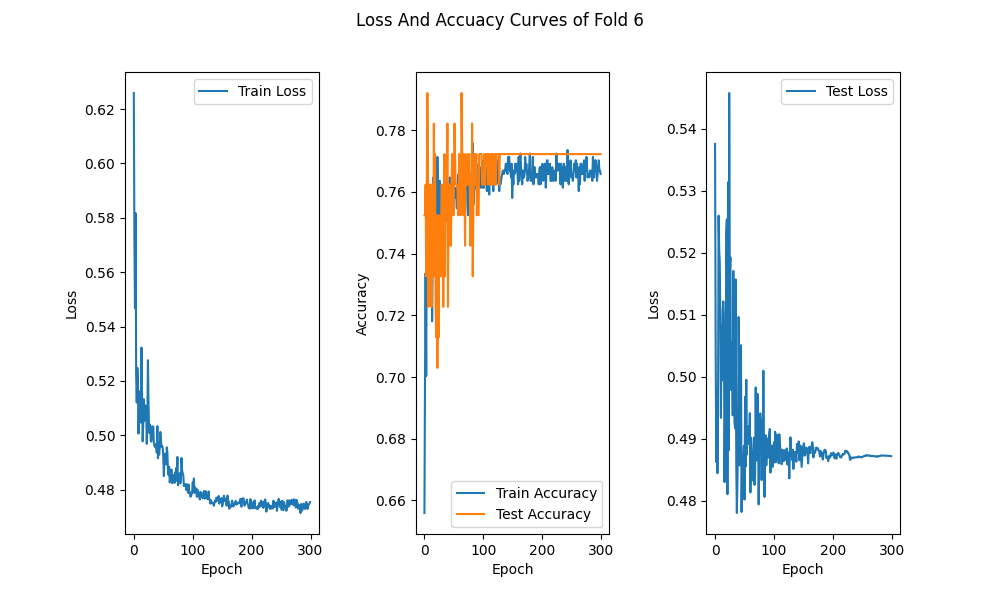 Loss And Accuacy Curves of Fold 6
Train Loss
0.62
0.60
0.58
0.56
0.54
0.52
0.50
0.48
Loss
0 100 200 300
Epoch
0.78
0.76
0.74
0.72
0.70
0.68
0.66
Accuracy
Train Accuracy
Test Accuracy
0 100 200 300
Epoch
Test Loss
0.54
0.53
0.52
0.51
0.50
0.49
0.48
Loss
0 100 200 300
Epoch